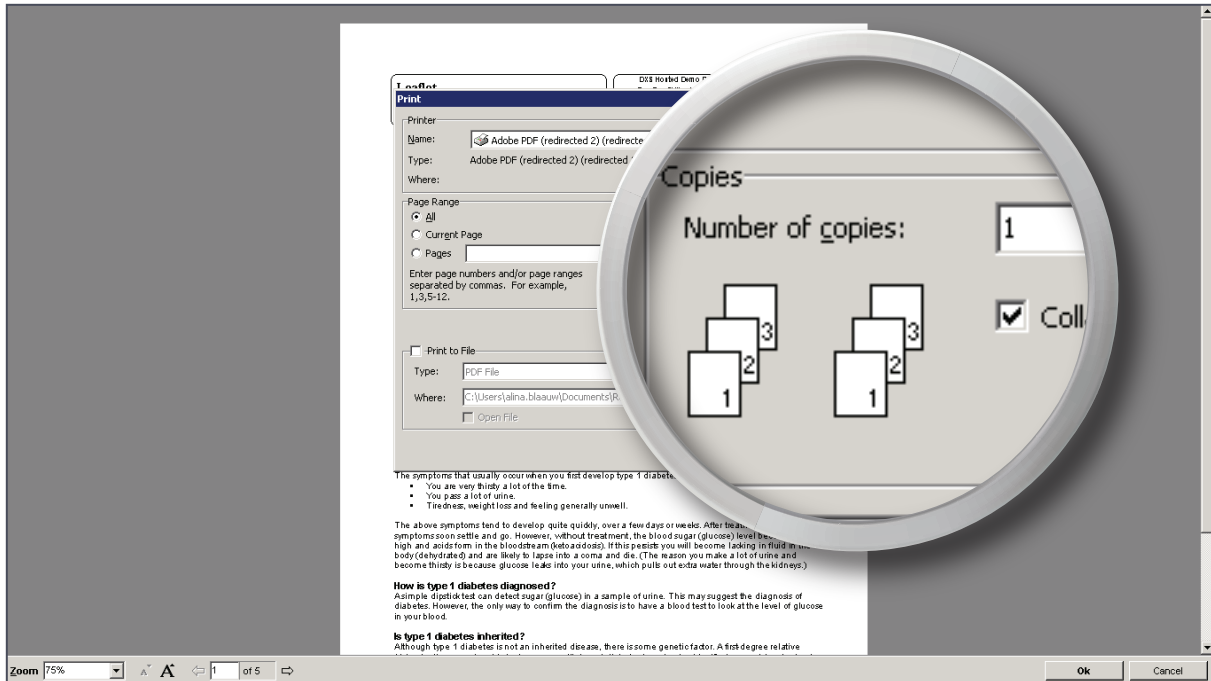 Leaflet
DXS Hosted Demo
Print
Printer
Name:
Adobe PDF (redirected 2) (redirecte
Type:
Adobe PDF (redirected 2) (redirected
Where:
Page Range
All
Current Page
Pages
Enter page numbers and/or page ranges
separated by commas. For example,
1,3,5-12.
Print to File
Type:
PDF File
Where:
C:\Users\alina.blaauw\Documents\R
Open File
Copies
Number of copies:
1
3
2
1
3
2
1
Coll
The symptoms that usually occur when you first develop type 1
• You are very thirsty a lot of the time.
• You pass a lot of urine.
• Tiredness, weight loss and feeling generally unwell.
The above symptoms tend to develop quite quickly, over a few days or weeks. After
symptoms soon settle and go. However, without treatment, the blood sugar (glucose) level
high and acids form in the bloodstream (ketoacidosis). If this persists you will become lacking in fluid in the
body (dehydrated) and are likely to lapse into a coma and die. (The reason you make a lot of urine and
become thirsty is because glucose leaks into your urine, which pulls out extra water through the kidneys.)
How is type 1 diabetes diagnosed?
A simple dipstick test can detect sugar (glucose) in a sample of urine. This may suggest the diagnosis of
diabetes. However, the only way to confirm the diagnosis is to have a blood test to look at the level of glucose
in your blood.
Is type 1 diabetes inherited?
Although type 1 diabetes is not an inherited disease, there is some genetic factor. A first-degree relative
Zoom 75% A A 1 of 5 Ok Cancel